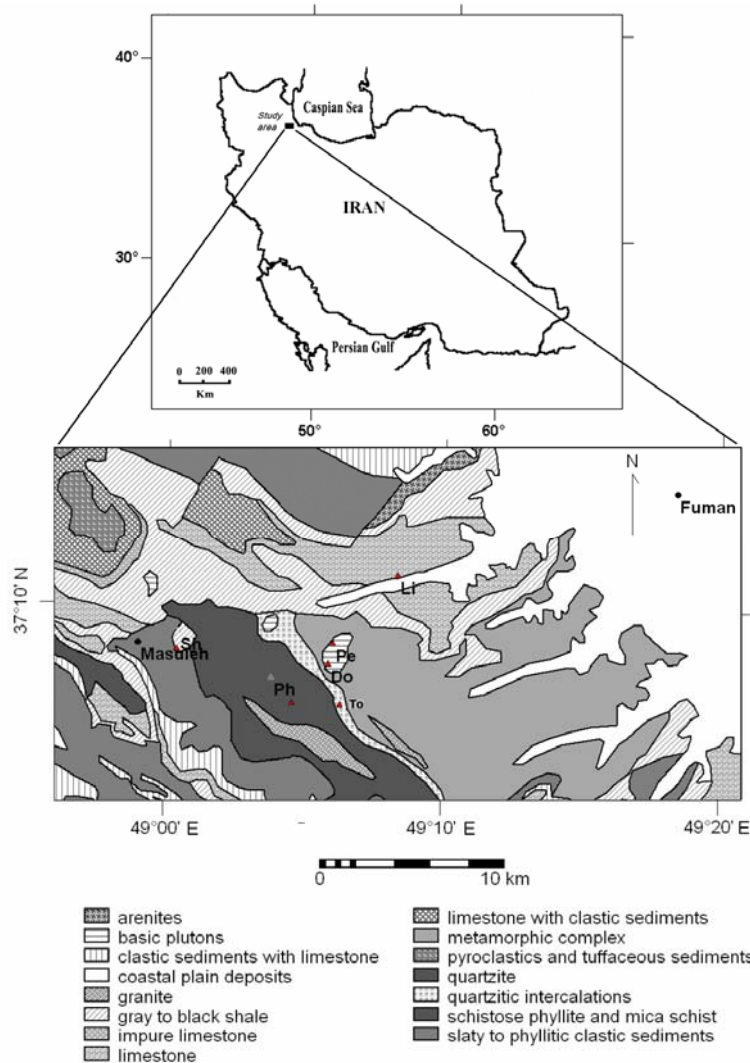 40°
Caspian Sea
Study
area
IRAN
30°
Persian Gulf
0 200 400
Km
50° 60°
N
Fuman
Li
37°10' N
Sh
Masuleh
Pe
Do
Ph
To
49°00' E 49°10' E 49°20' E
0 10 km
arenites
basic plutons
clastic sediments with limestone
coastal plain deposits
granite
gray to black shale
impure limestone
limestone
limestone with clastic sediments
metamorphic complex
pyroclastics and tuffaceous sediments
quartzite
quartzitic intercalations
schistose phyllite and mica schist
slaty to phyllitic clastic sediments